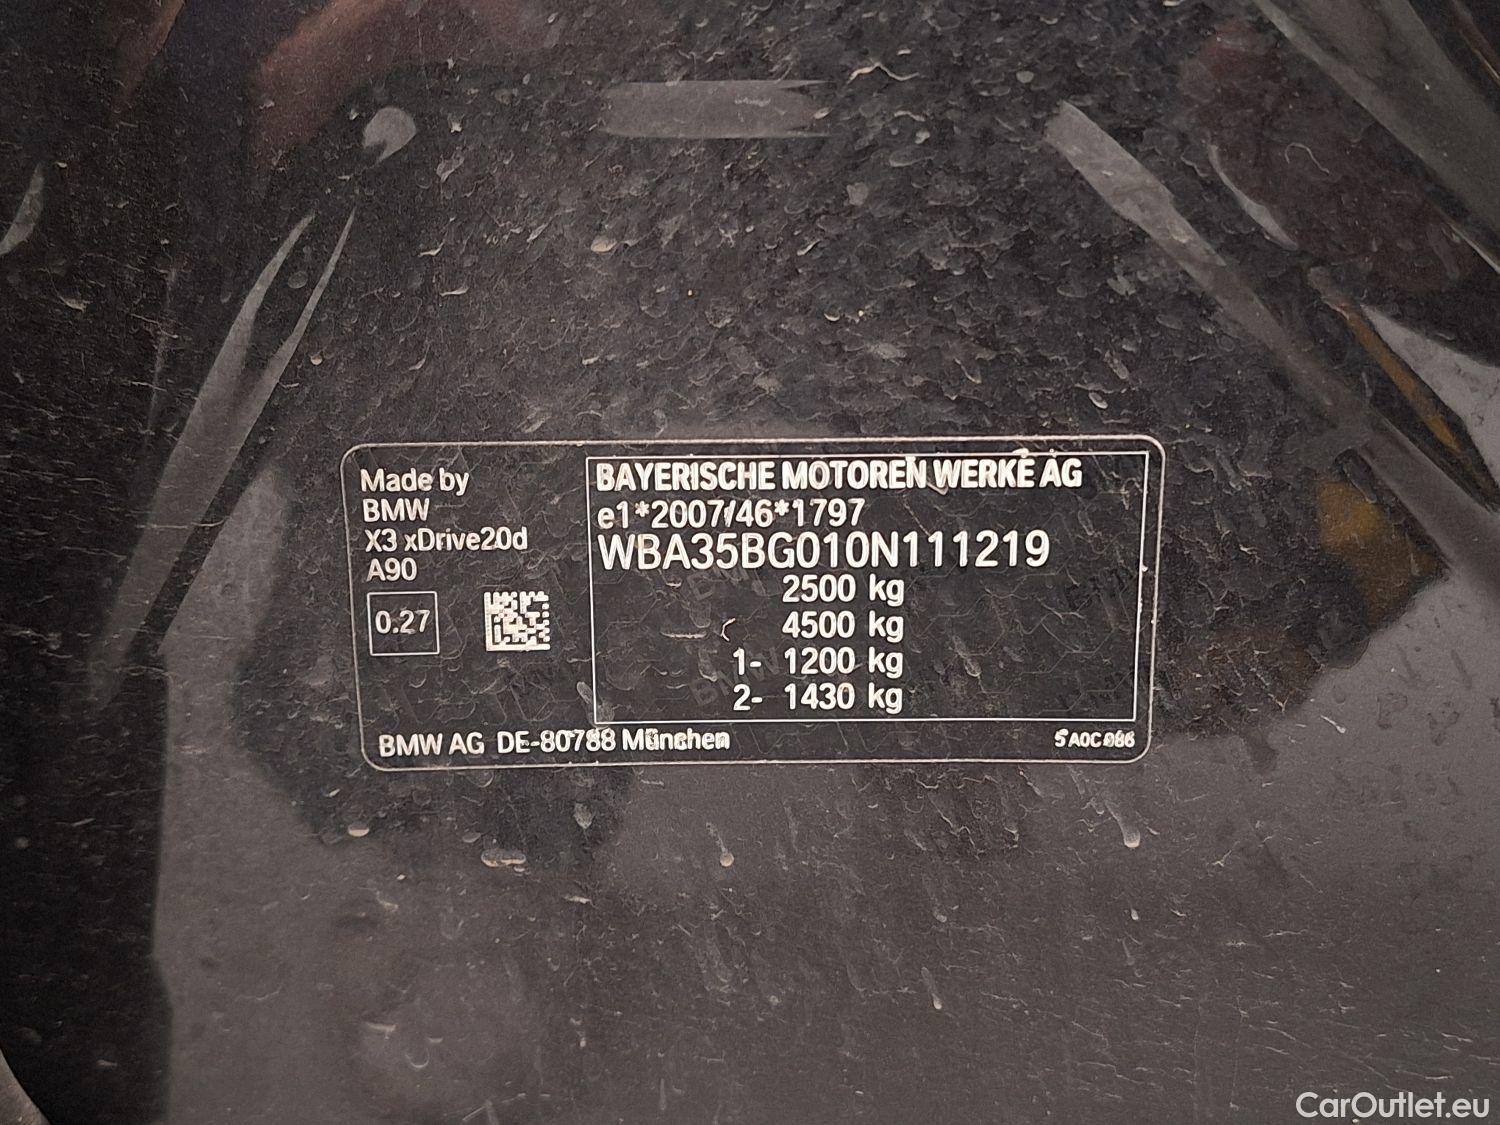 Made by
BMW
X3 xDrive20d
A90
0.27
BAYERISCHE MOTOREN WERKE AG
e1*2007/46*1797
WBA35BG010N111219
2500 kg
4500 kg
1- 1200 kg
2- 1430 kg
BMW AG DE-80788 München
5A0C086
CarOutlet.eu